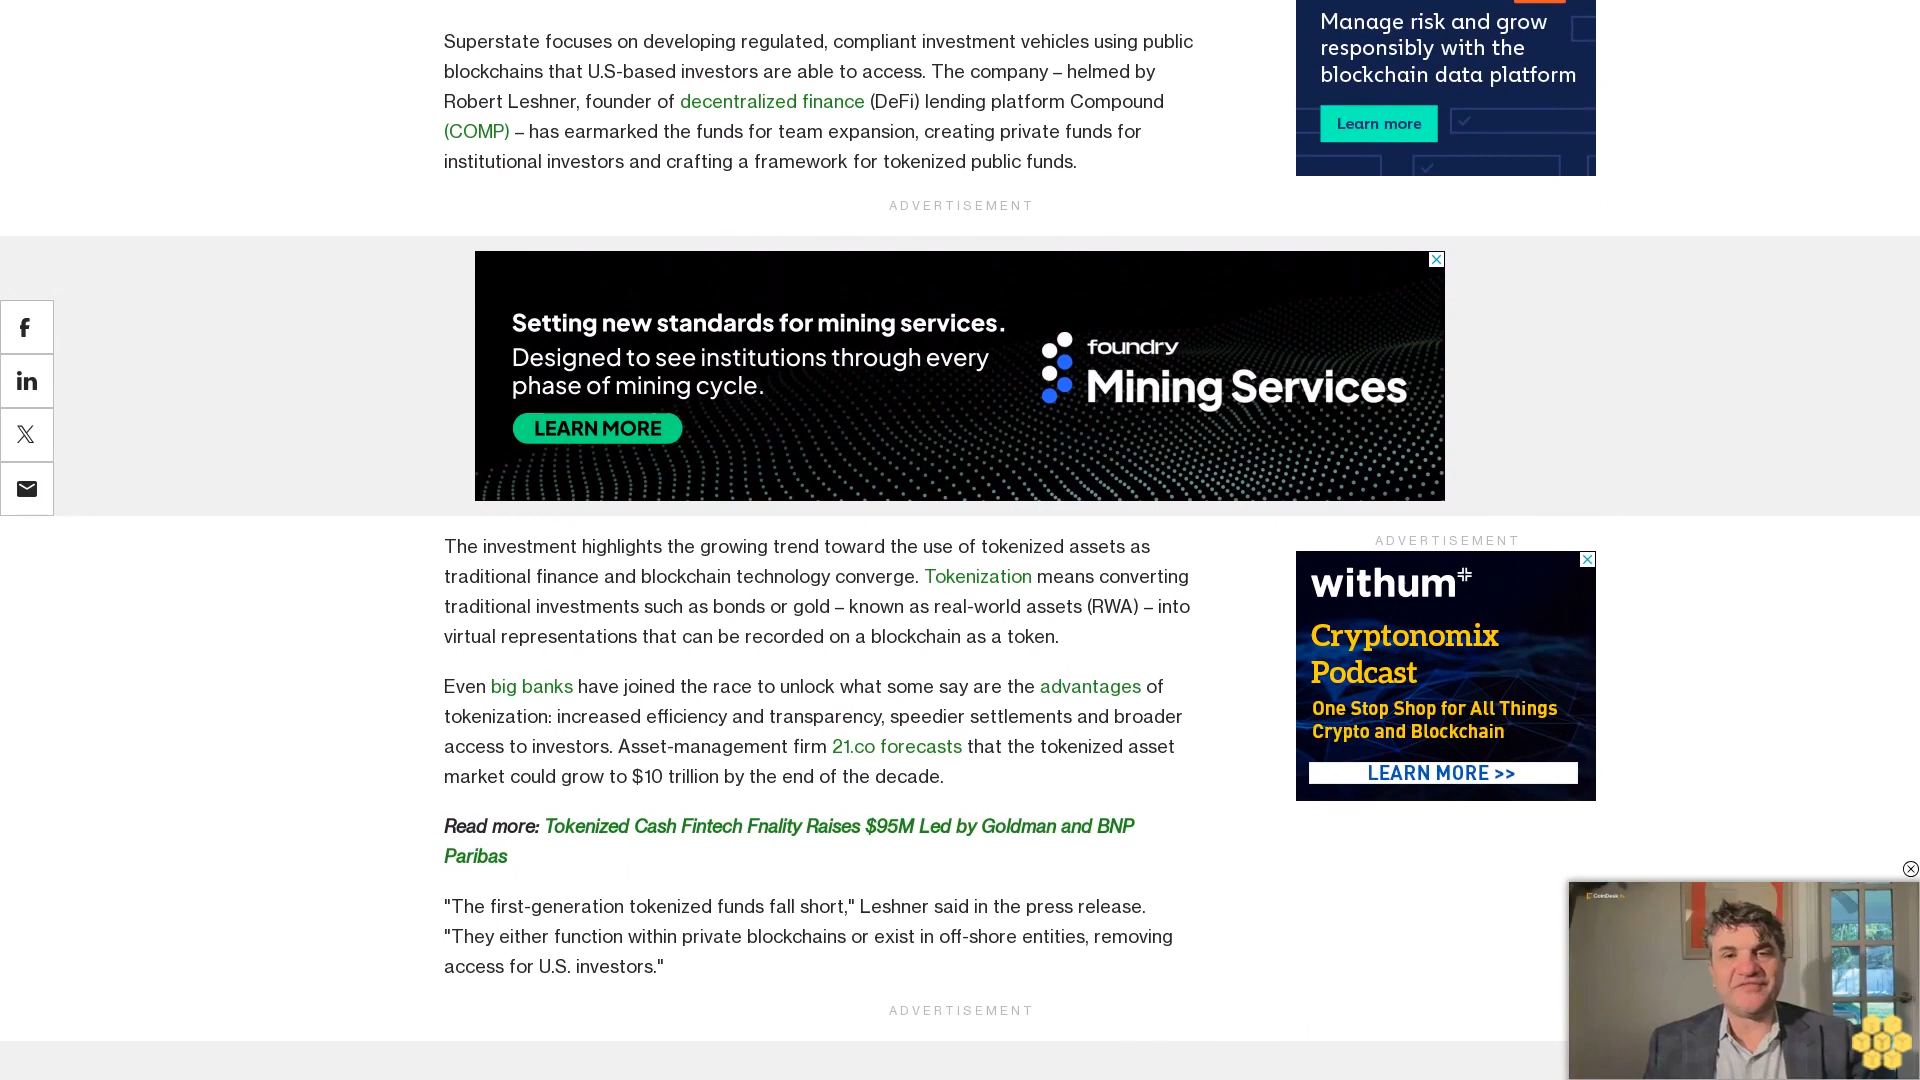 Superstate focuses on developing regulated, compliant investment vehicles using public
blockchains that U.S-based investors are able to access. The company – helmed by
Robert Leshner, founder of decentralized finance (DeFi) lending platform Compound
(COMP) – has earmarked the funds for team expansion, creating private funds for
institutional investors and crafting a framework for tokenized public funds.
Manage risk and grow
responsibly with the
blockchain data platform
Learn more
ADVERTISEMENT
Setting new standards for mining services.
Designed to see institutions through every
phase of mining cycle.
LEARN MORE
foundry
Mining Services
The investment highlights the growing trend toward the use of tokenized assets as
traditional finance and blockchain technology converge. Tokenization means converting
traditional investments such as bonds or gold – known as real-world assets (RWA) – into
virtual representations that can be recorded on a blockchain as a token.
Even big banks have joined the race to unlock what some say are the advantages of
tokenization: increased efficiency and transparency, speedier settlements and broader
access to investors. Asset-management firm 21.co forecasts that the tokenized asset
market could grow to $10 trillion by the end of the decade.
Read more: Tokenized Cash Fintech Fnality Raises $95M Led by Goldman and BNP
Paribas
"The first-generation tokenized funds fall short," Leshner said in the press release.
"They either function within private blockchains or exist in off-shore entities, removing
access for U.S. investors."
ADVERTISEMENT
ADVERTISEMENT
withum
Cryptonomix
Podcast
One Stop Shop for All Things
Crypto and Blockchain
LEARN MORE >>
CoinDesk